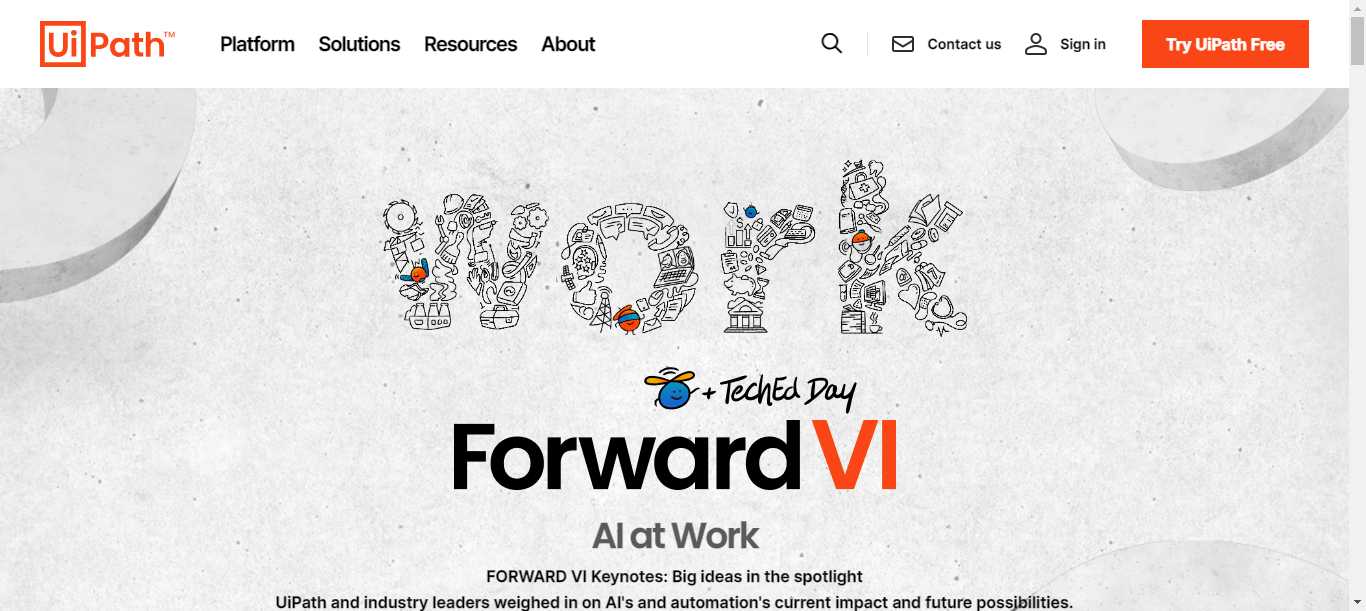 UiPath™
Platform Solutions Resources About
Contact us Sign in Try UiPath Free
Work
+ TechEd Day
Forward VI
AI at Work
FORWARD VI Keynotes: Big ideas in the spotlight
UiPath and industry leaders weighed in on AI's and automation's current impact and future possibilities.